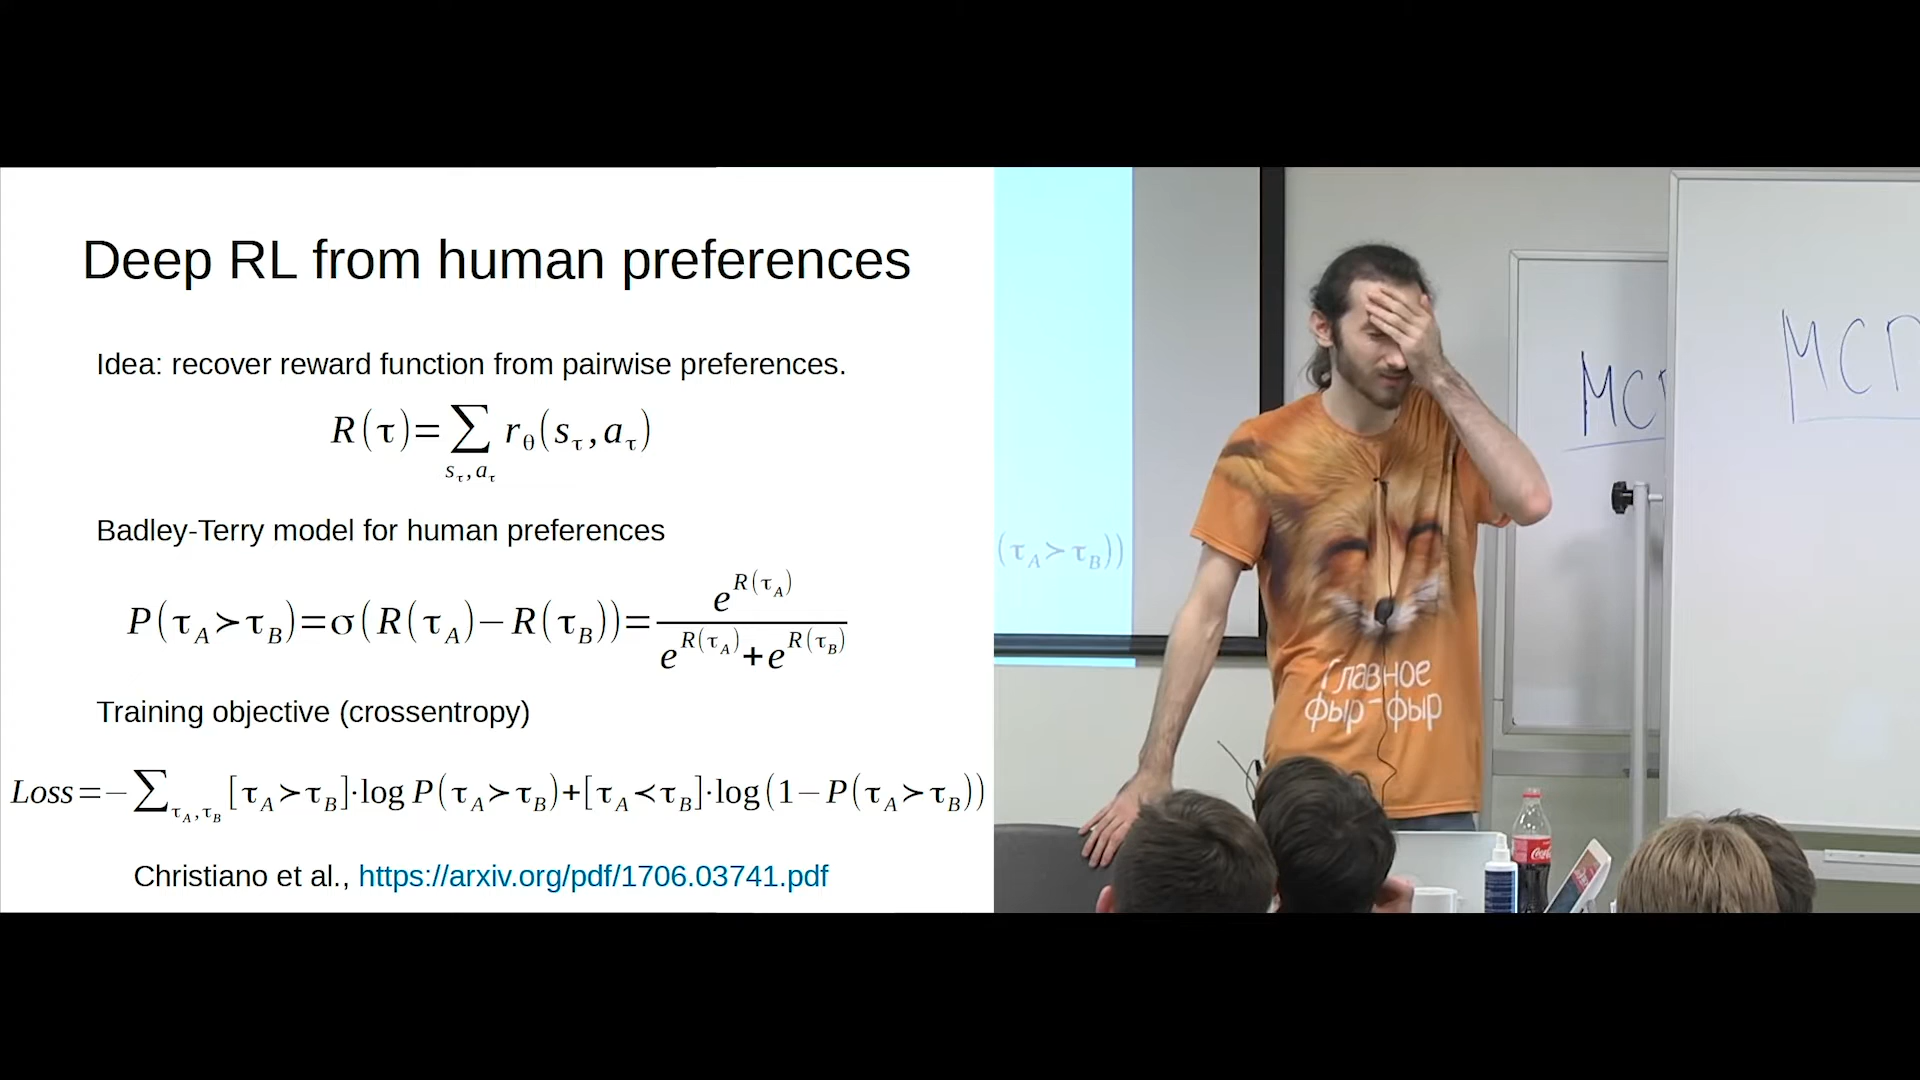 Deep RL from human preferences
Idea: recover reward function from pairwise preferences.
R(τ)=∑ r_θ(s_τ,a_τ)
s_τ,a_τ
Badley-Terry model for human preferences
P(τ_A≻τ_B)=σ(R(τ_A)−R(τ_B))= e^{R(τ_A)} / (e^{R(τ_A)}+e^{R(τ_B)})
Training objective (crossentropy)
Loss=−∑_{τ_A,τ_B} [τ_A≻τ_B]·log P(τ_A≻τ_B)+[τ_A≺τ_B]·log(1−P(τ_A≻τ_B))
Christiano et al., https://arxiv.org/pdf/1706.03741.pdf
(τ_A≻τ_B))
Главное
фыр-фыр